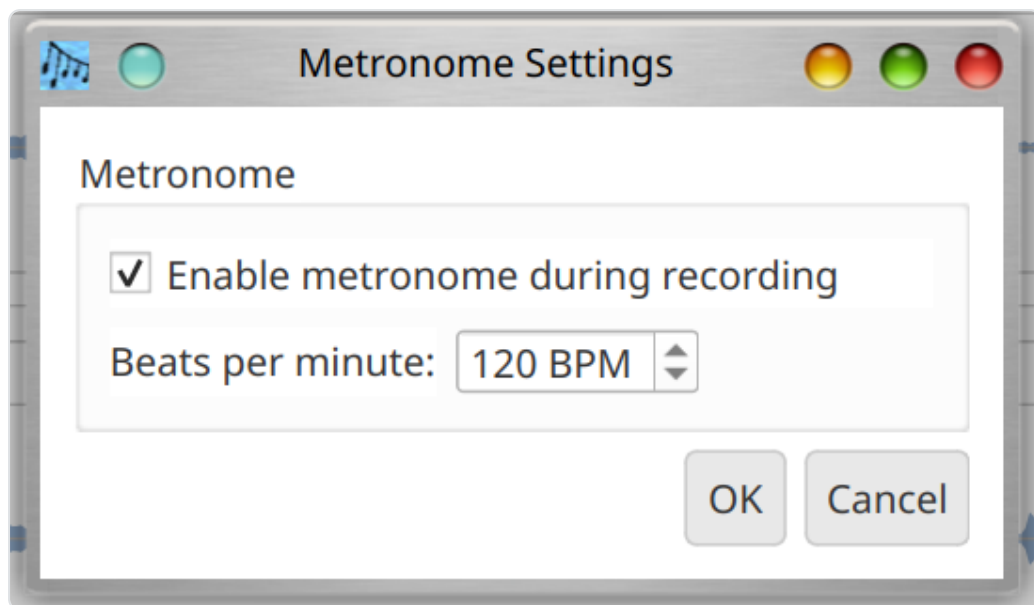 Metronome Settings
Metronome
Enable metronome during recording
Beats per minute: 120 BPM
OK Cancel